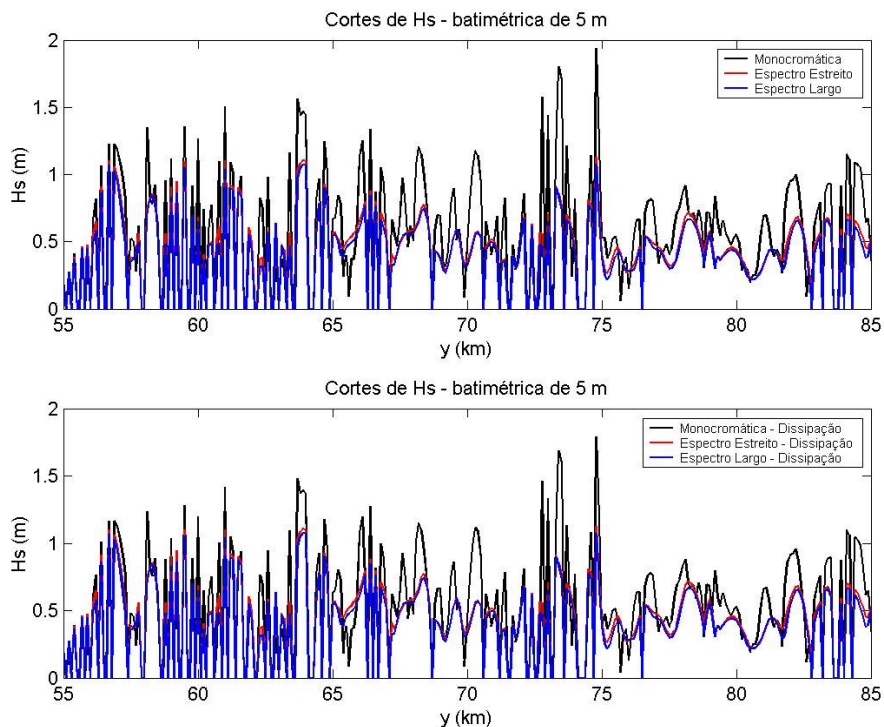 Cortes de Hs - batimétrica de 5 m
2
1.5
1
0.5
0
Hs (m)
Monocromática
Espectro Estreito
Espectro Largo
55 60 65 70 75 80 85
y (km)
Cortes de Hs - batimétrica de 5 m
2
1.5
1
0.5
0
Hs (m)
Monocromática - Dissipação
Espectro Estreito - Dissipação
Espectro Largo - Dissipação
55 60 65 70 75 80 85
y (km)